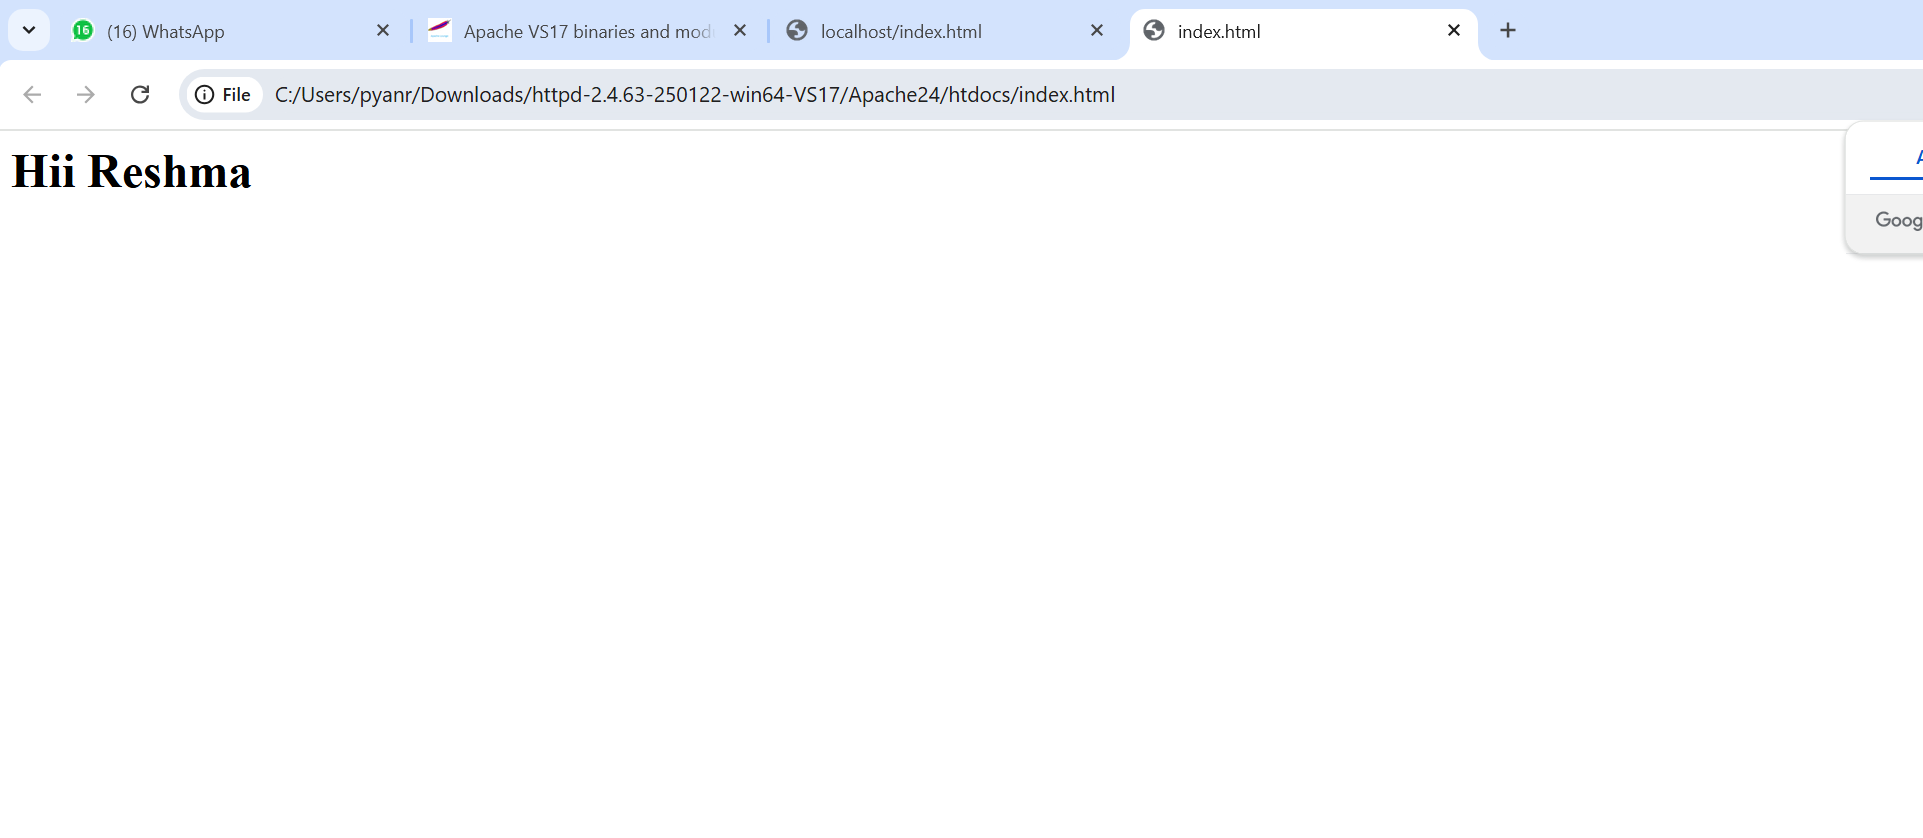 16 (16) WhatsApp
Apache VS17 binaries and mod
localhost/index.html
index.html
File C:/Users/pyanr/Downloads/httpd-2.4.63-250122-win64-VS17/Apache24/htdocs/index.html
Hii Reshma
A
Goog